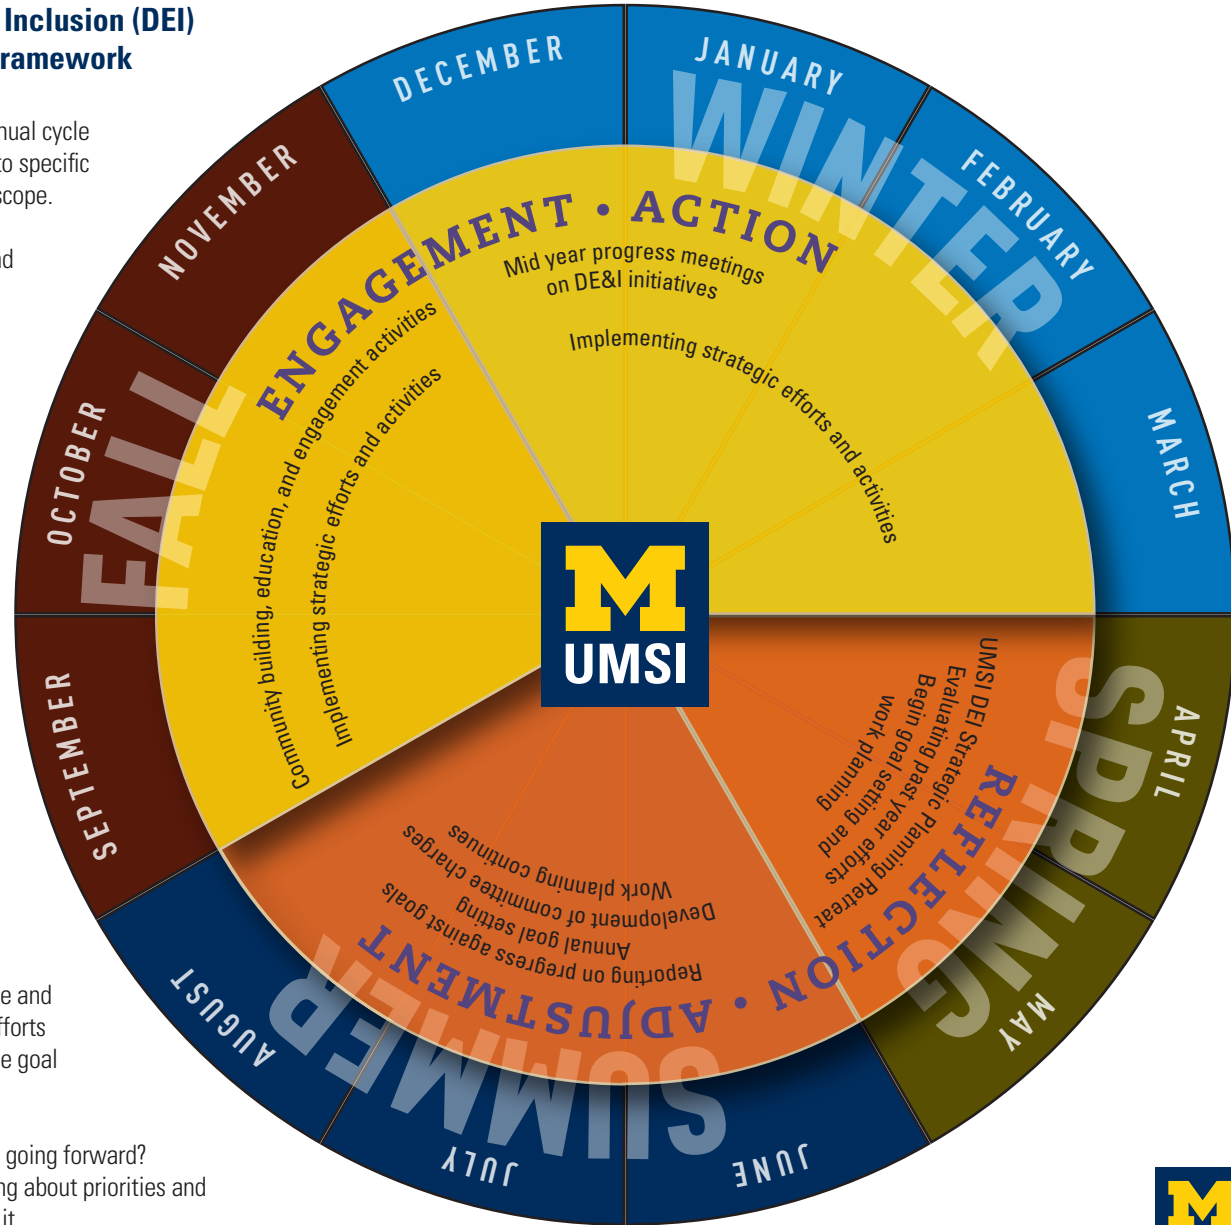 Inclusion (DEI)
ramework
nual cycle
to specific
scope.
nd
e and
fforts
e goal
going forward?
ng about priorities and
it
DECEMBER
JANUARY
FEBRUARY
MARCH
APRIL
MAY
JUNE
JULY
AUGUST
SEPTEMBER
OCTOBER
NOVEMBER
WINTER
SPRING
SUMMER
FALL
ENGAGEMENT • ACTION
Mid year progress meetings
on DE&I initiatives
Implementing strategic efforts and activities
Community building, education, and engagement activities
Implementing strategic efforts and activities
M
UMSI
UMSI DEI Strategic Planning Retreat
Evaluating past year efforts
Begin goal setting and
work planning
REFLECTION • ADJUSTMENT
Reporting on pregress against goals
Annual goal setting
Development of committee charges
Work planning continues
M